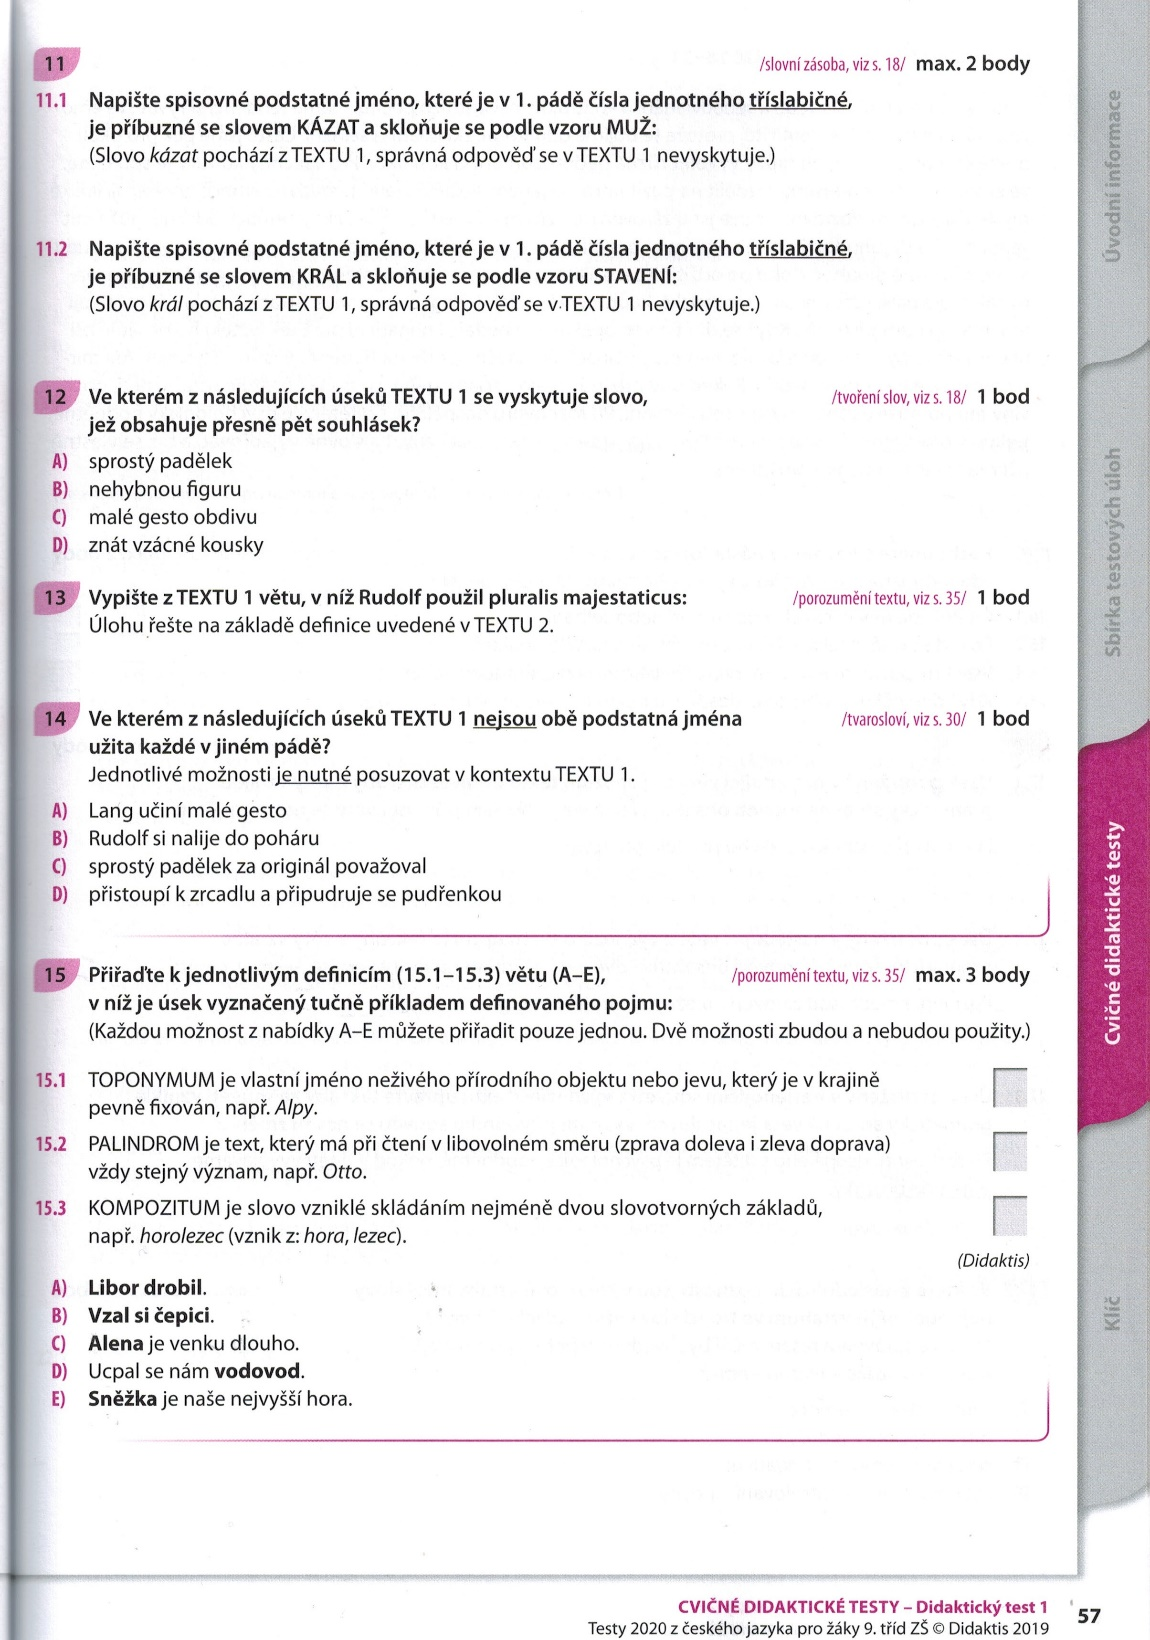 11 /slovní zásoba, viz s. 18/ max. 2 body
11.1 Napište spisovné podstatné jméno, které je v 1. pádě čísla jednotného tříslabičné,
je příbuzné se slovem KÁZAT a skloňuje se podle vzoru MUŽ:
(Slovo kázat pochází z TEXTU 1, správná odpověď se v TEXTU 1 nevyskytuje.)
11.2 Napište spisovné podstatné jméno, které je v 1. pádě čísla jednotného tříslabičné,
je příbuzné se slovem KRÁL a skloňuje se podle vzoru STAVENÍ:
(Slovo král pochází z TEXTU 1, správná odpověď se v TEXTU 1 nevyskytuje.)
12 Ve kterém z následujících úseků TEXTU 1 se vyskytuje slovo, /tvoření slov, viz s. 18/ 1 bod
jež obsahuje přesně pět souhlásek?
A) sprostý padělek
B) nehybnou figuru
C) malé gesto obdivu
D) znát vzácné kousky
13 Vypište z TEXTU 1 větu, v níž Rudolf použil pluralis majestaticus: /porozumění textu, viz s. 35/ 1 bod
Úlohu řešte na základě definice uvedené v TEXTU 2.
14 Ve kterém z následujících úseků TEXTU 1 nejsou obě podstatná jména /tvarosloví, viz s. 30/ 1 bod
užita každé v jiném pádě?
Jednotlivé možnosti je nutné posuzovat v kontextu TEXTU 1.
A) Lang učiní malé gesto
B) Rudolf si nalije do poháru
C) sprostý padělek za originál považoval
D) přistoupí k zrcadlu a připudruje se pudřenkou
15 Přiřaďte k jednotlivým definicím (15.1–15.3) větu (A–E), /porozumění textu, viz s. 35/ max. 3 body
v níž je úsek vyznačený tučně příkladem definovaného pojmu:
(Každou možnost z nabídky A–E můžete přiřadit pouze jednou. Dvě možnosti zbudou a nebudou použity.)
15.1 TOPONYMUM je vlastní jméno neživého přírodního objektu nebo jevu, který je v krajině
pevně fixován, např. Alpy.
15.2 PALINDROM je text, který má při čtení v libovolném směru (zprava doleva i zleva doprava)
vždy stejný význam, např. Otto.
15.3 KOMPOZITUM je slovo vzniklé skládáním nejméně dvou slovotvorných základů,
např. horolezec (vznik z: hora, lezec).
(Didaktis)
A) Libor drobil.
B) Vzal si čepici.
C) Alena je venku dlouho.
D) Ucpal se nám vodovod.
E) Sněžka je naše nejvyšší hora.
CVIČNÉ DIDAKTICKÉ TESTY – Didaktický test 1
Testy 2020 z českého jazyka pro žáky 9. tříd ZŠ © Didaktis 2019
57
Úvodní informace
Sbírka testových úloh
Cvičné didaktické testy
Klíč